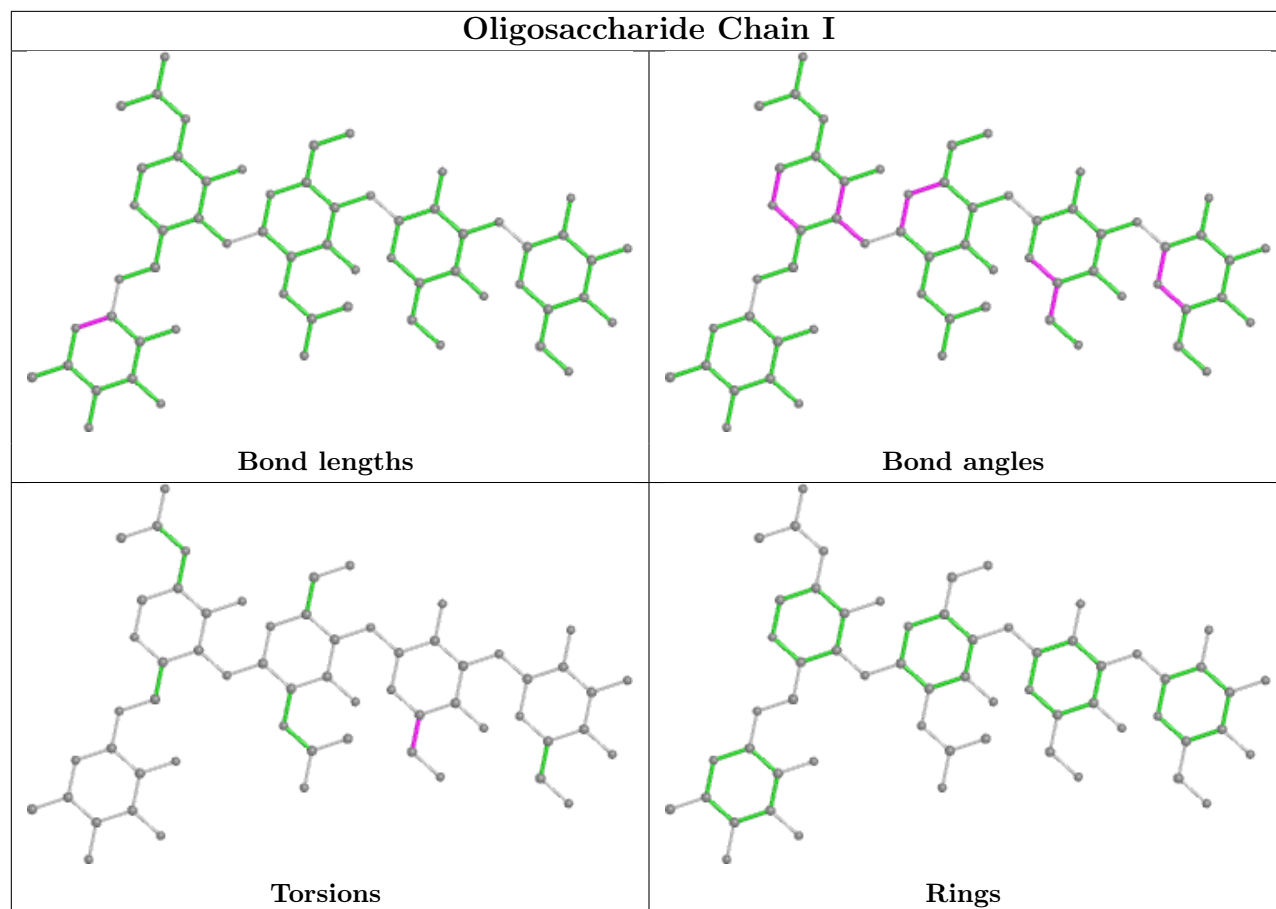 Oligosaccharide Chain I
Bond lengths
Bond angles
Torsions
Rings